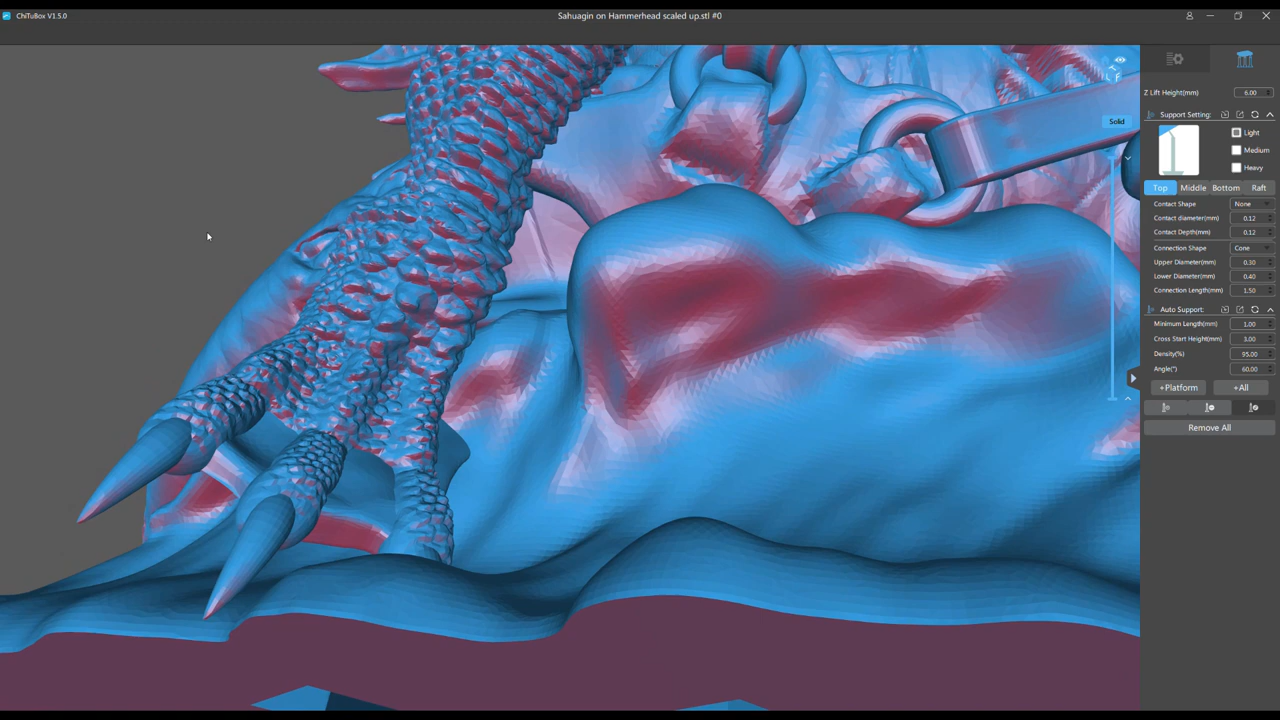 ChiTuBox V1.5.0
Sahuagin on Hammerhead scaled up.stl #0
Z Lift Height(mm) 6.00
Support Setting:
Light
Medium
Heavy
Solid
Top Middle Bottom Raft
Contact Shape None
Contact diameter(mm) 0.12
Contact Depth(mm) 0.12
Connection Shape Cone
Upper Diameter(mm) 0.30
Lower Diameter(mm) 0.40
Connection Length(mm) 1.50
Auto Support:
Minimum Length(mm) 1.00
Cross Start Height(mm) 3.00
Density(%) 95.00
Angle(°) 60.00
+Platform +All
Remove All